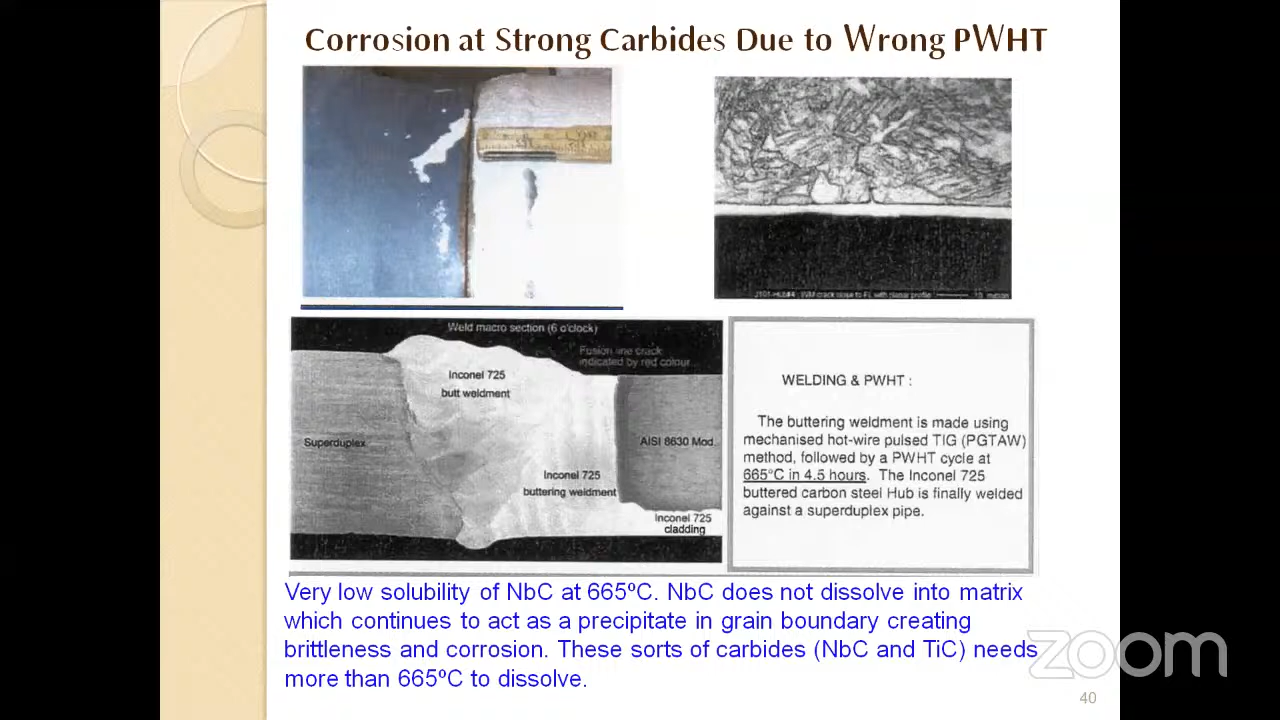 Corrosion at Strong Carbides Due to Wrong PWHT
Weld macro section (6 o'clock)
Fusion line crack
indicated by red colour
Inconel 725
butt weldment
Superduplex
AISI 8630 Mod.
Inconel 725
buttering weldment
Inconel 725
cladding
WELDING & PWHT :
The buttering weldment is made using
mechanised hot-wire pulsed TIG (PGTAW)
method, followed by a PWHT cycle at
665°C in 4.5 hours. The Inconel 725
buttered carbon steel Hub is finally welded
against a superduplex pipe.
Very low solubility of NbC at 665ºC. NbC does not dissolve into matrix
which continues to act as a precipitate in grain boundary creating
brittleness and corrosion. These sorts of carbides (NbC and TiC) needs
more than 665ºC to dissolve.
zoom
40